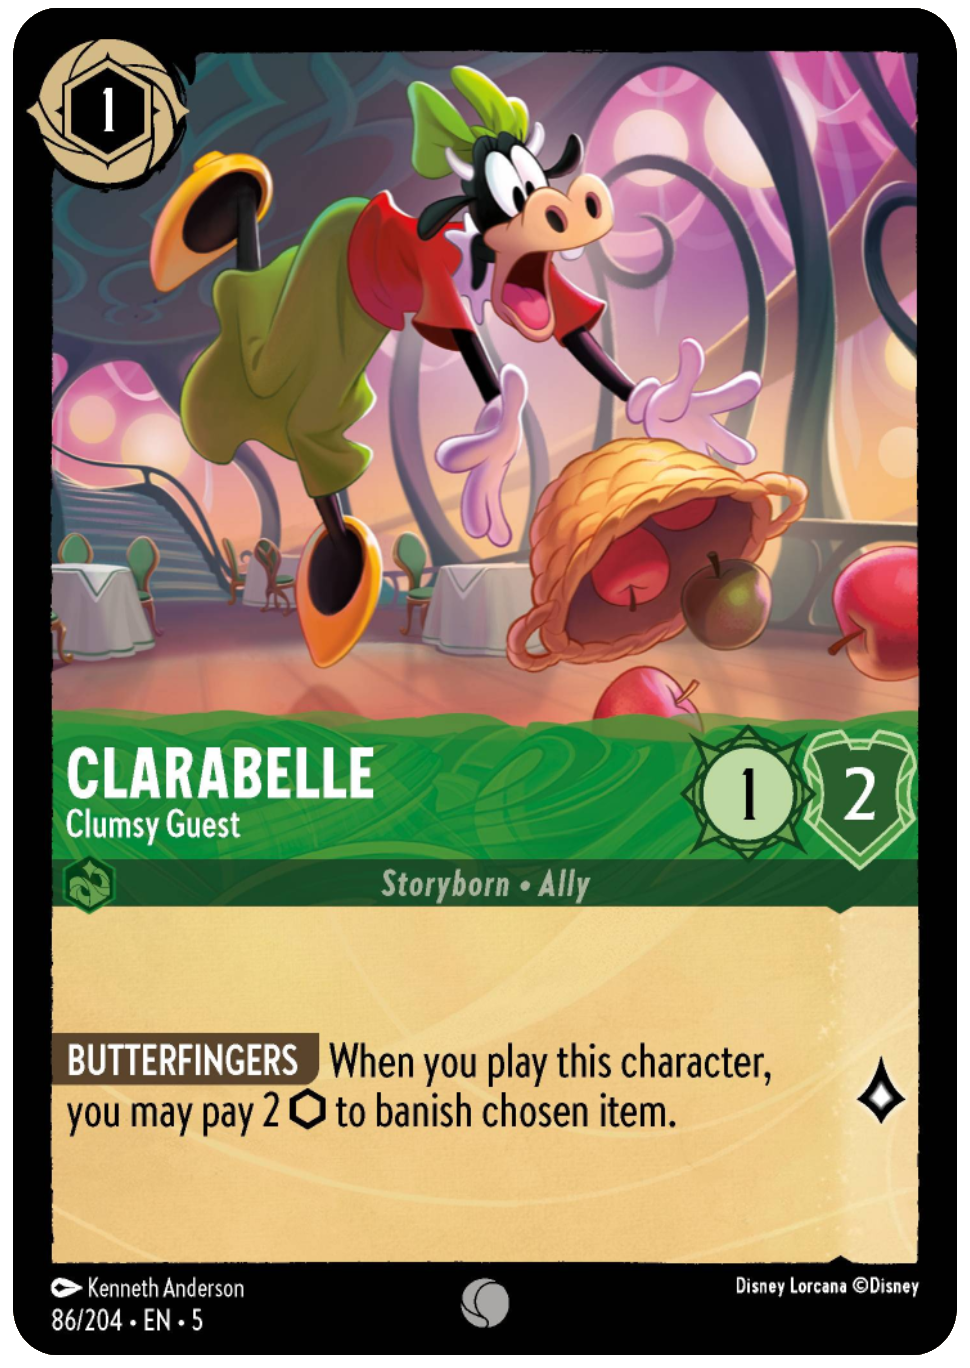 1
CLARABELLE
Clumsy Guest
1
2
Storyborn • Ally
BUTTERFINGERS When you play this character,
you may pay 2 ⬡ to banish chosen item.
Kenneth Anderson
86/204 • EN • 5
Disney Lorcana ©Disney